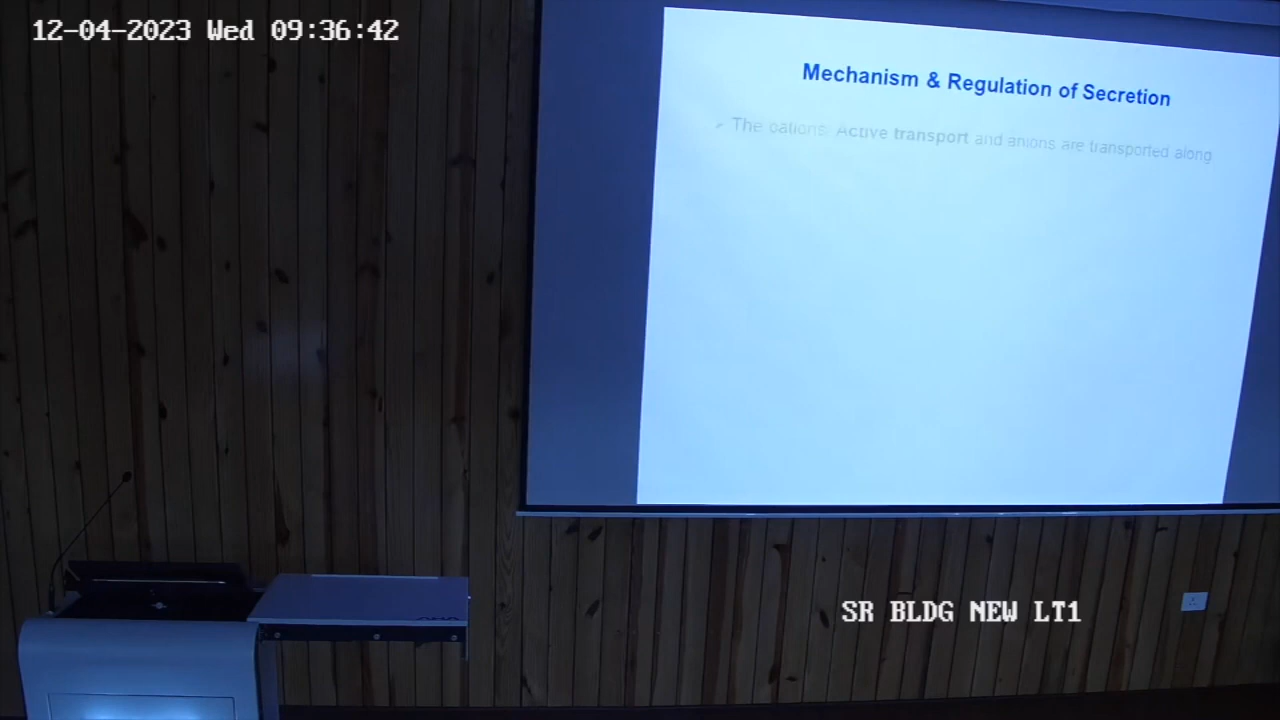 12-04-2023 Wed 09:36:42
Mechanism & Regulation of Secretion
The cations: Active transport and anions are transported along
SR BLDG NEW LT1